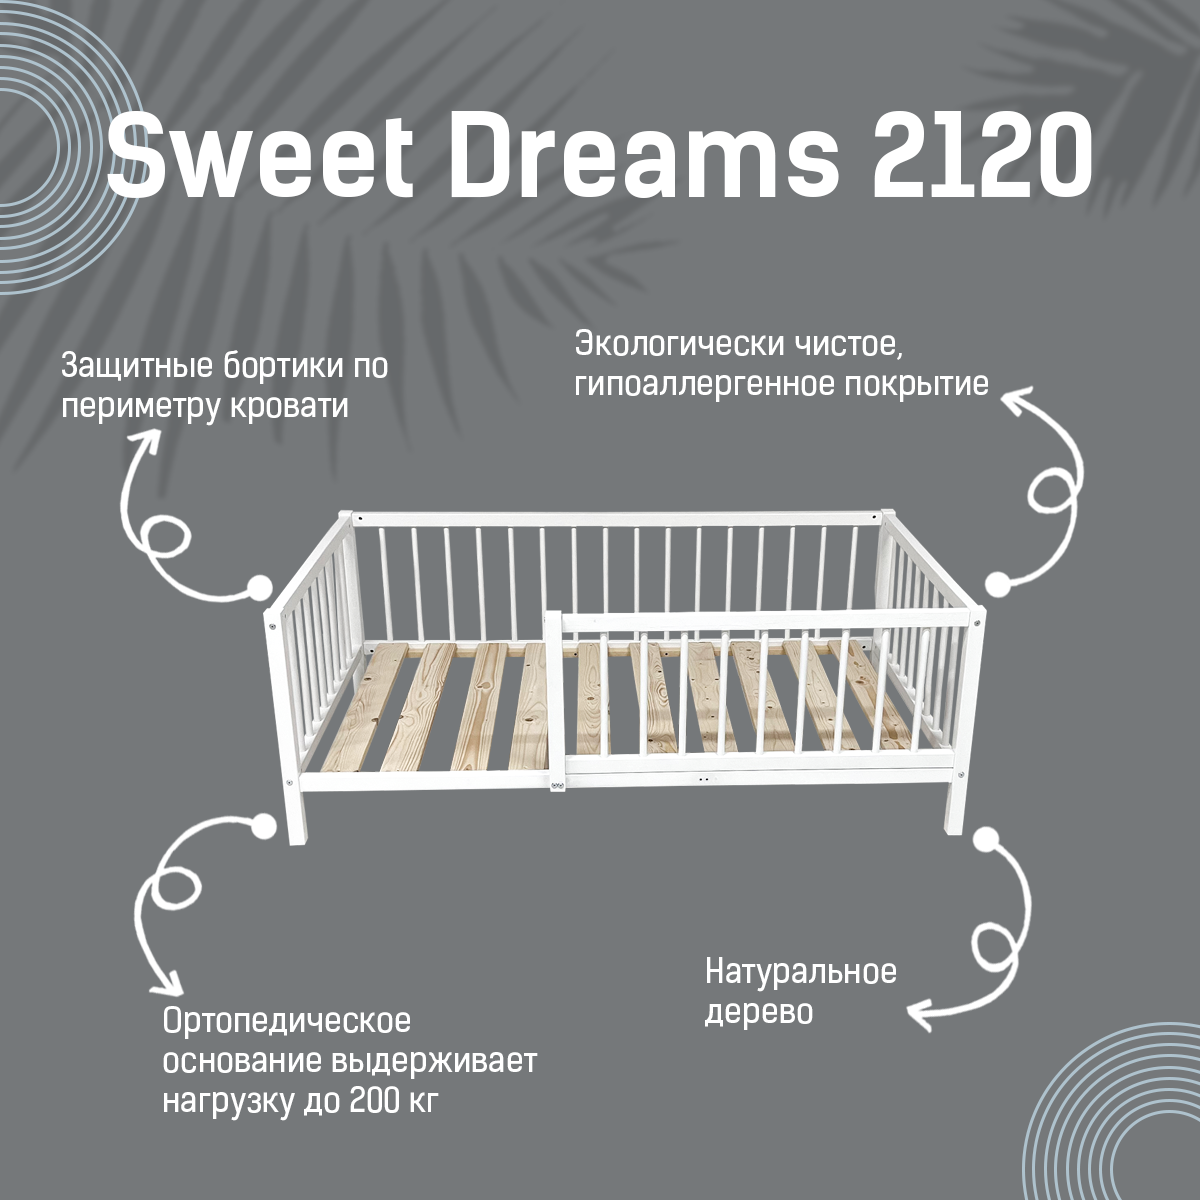 Sweet Dreams 2120
Защитные бортики по
периметру кровати
Экологически чистое,
гипоаллергенное покрытие
Ортопедическое
основание выдерживает
нагрузку до 200 кг
Натуральное
дерево